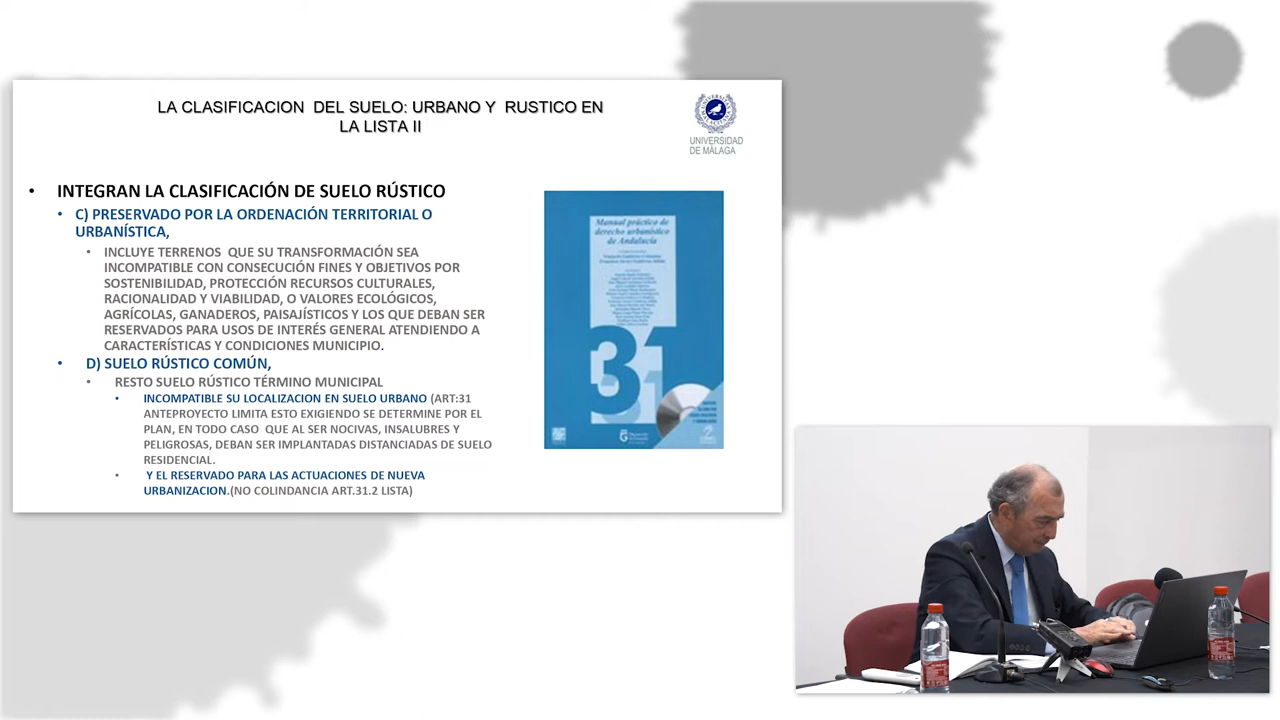 LA CLASIFICACION DEL SUELO: URBANO Y RUSTICO EN
LA LISTA II
UNIVERSIDAD
DE MÁLAGA
• INTEGRAN LA CLASIFICACIÓN DE SUELO RÚSTICO
• C) PRESERVADO POR LA ORDENACIÓN TERRITORIAL O
URBANÍSTICA,
• INCLUYE TERRENOS QUE SU TRANSFORMACIÓN SEA
INCOMPATIBLE CON CONSECUCIÓN FINES Y OBJETIVOS POR
SOSTENIBILIDAD, PROTECCIÓN RECURSOS CULTURALES,
RACIONALIDAD Y VIABILIDAD, O VALORES ECOLÓGICOS,
AGRÍCOLAS, GANADEROS, PAISAJÍSTICOS Y LOS QUE DEBAN SER
RESERVADOS PARA USOS DE INTERÉS GENERAL ATENDIENDO A
CARACTERÍSTICAS Y CONDICIONES MUNICIPIO.
• D) SUELO RÚSTICO COMÚN,
• RESTO SUELO RÚSTICO TÉRMINO MUNICIPAL
• INCOMPATIBLE SU LOCALIZACION EN SUELO URBANO (ART:31
ANTEPROYECTO LIMITA ESTO EXIGIENDO SE DETERMINE POR EL
PLAN, EN TODO CASO QUE AL SER NOCIVAS, INSALUBRES Y
PELIGROSAS, DEBAN SER IMPLANTADAS DISTANCIADAS DE SUELO
RESIDENCIAL.
• Y EL RESERVADO PARA LAS ACTUACIONES DE NUEVA
URBANIZACION.(NO COLINDANCIA ART.31.2 LISTA)
Manual práctico de
derecho urbanístico
de Andalucía
31